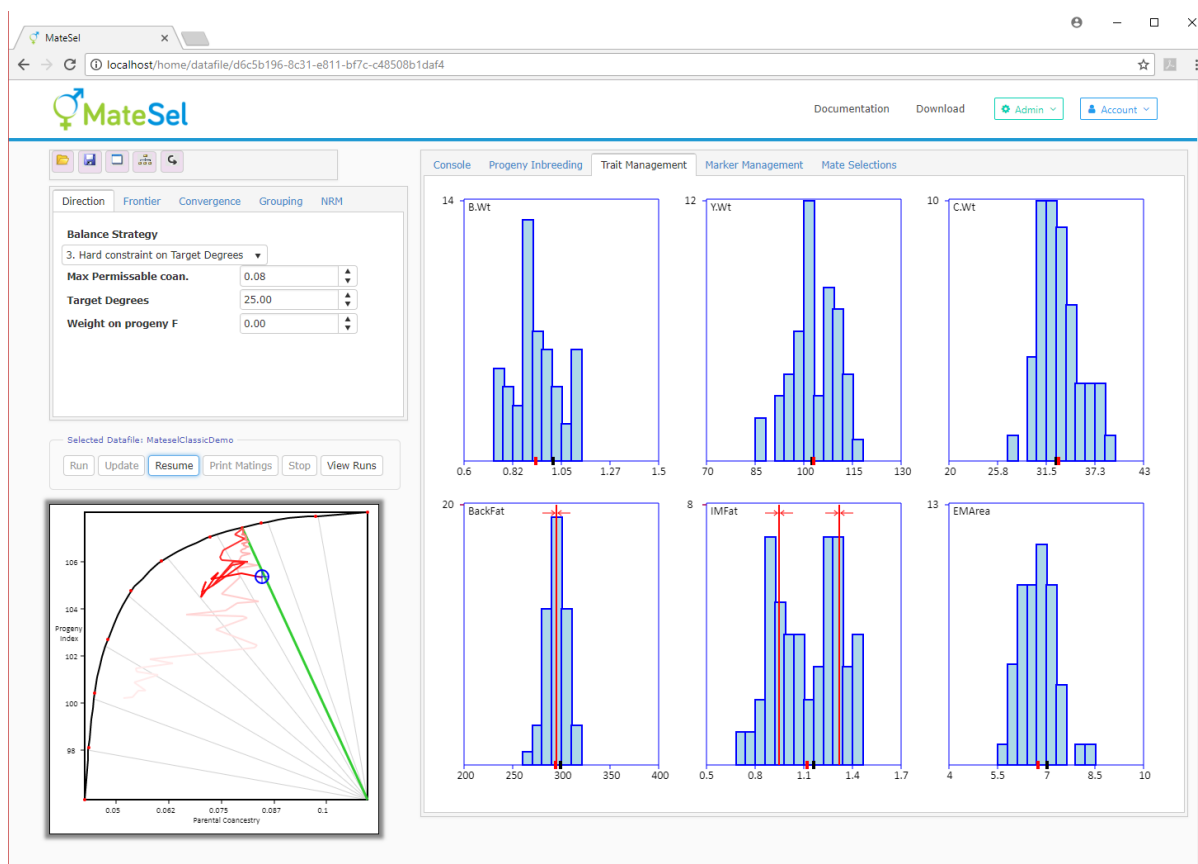 MateSel
localhost/home/datafile/d6c5b196-8c31-e811-bf7c-c48508b1daf4
MateSel
Documentation Download Admin Account
Console Progeny Inbreeding Trait Management Marker Management Mate Selections
Direction Frontier Convergence Grouping NRM
Balance Strategy
3. Hard constraint on Target Degrees
Max Permissable coan. 0.08
Target Degrees 25.00
Weight on progeny F 0.00
Selected Datafile: MateselClassicDemo
Run Update Resume Print Matings Stop View Runs
106
104
Progeny
Index
102
100
98
0.05 0.062 0.075 0.087 0.1
Parental Coancestry
14 B.Wt
0.6 0.82 1.05 1.27 1.5
12 Y.Wt
70 85 100 115 130
10 C.Wt
20 25.8 31.5 37.3 43
20 BackFat
200 250 300 350 400
8 IMFat
0.5 0.8 1.1 1.4 1.7
13 EMArea
4 5.5 7 8.5 10